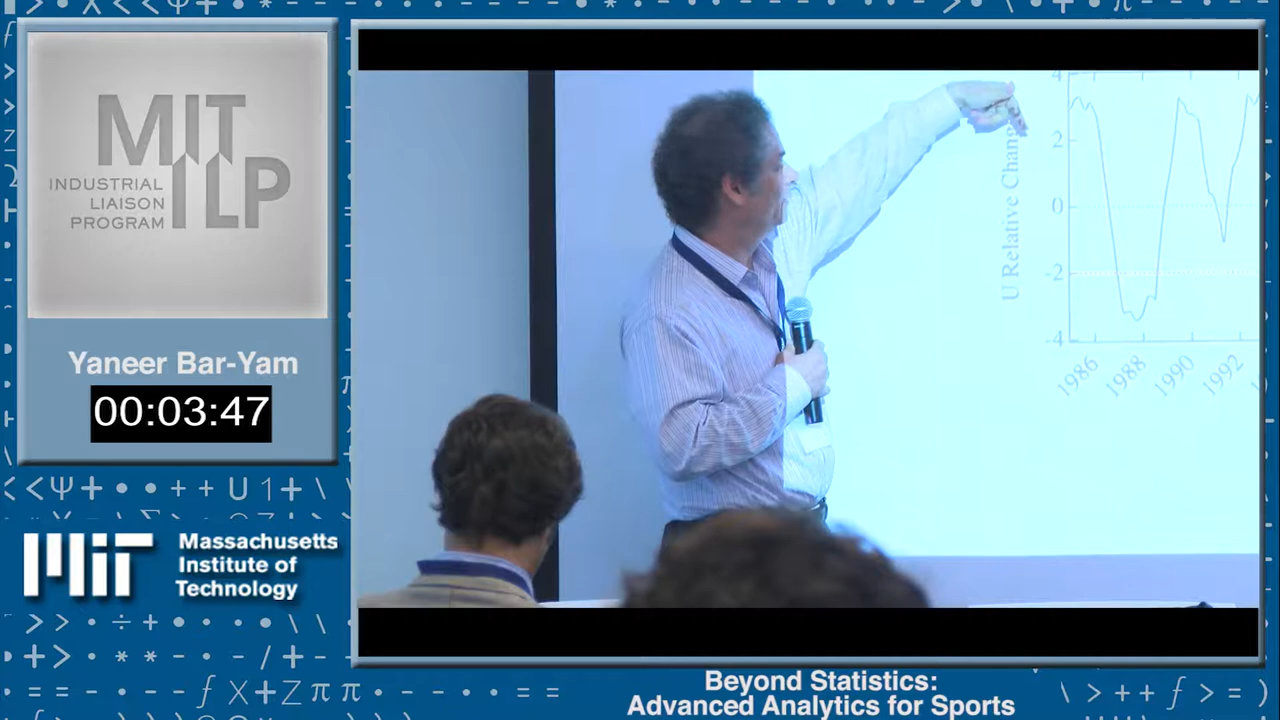 MIT
ILP
INDUSTRIAL
LIAISON
PROGRAM
Yaneer Bar-Yam
00:03:47
MIT
Massachusetts
Institute of
Technology
U Relative Chang
4
2
0
-2
-4
1986
1988
1990
1992
Beyond Statistics:
Advanced Analytics for Sports